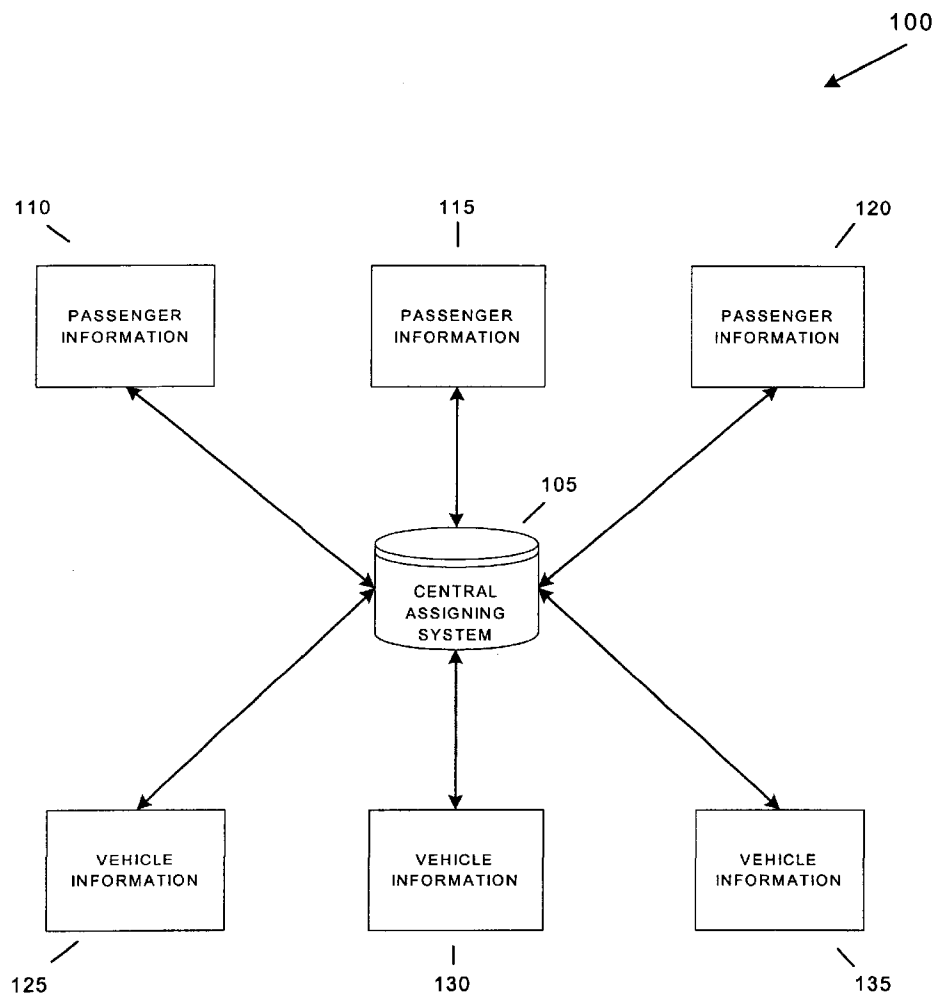 100
110
115
120
PASSENGER
INFORMATION
PASSENGER
INFORMATION
PASSENGER
INFORMATION
105
CENTRAL
ASSIGNING
SYSTEM
VEHICLE
INFORMATION
VEHICLE
INFORMATION
VEHICLE
INFORMATION
125
130
135